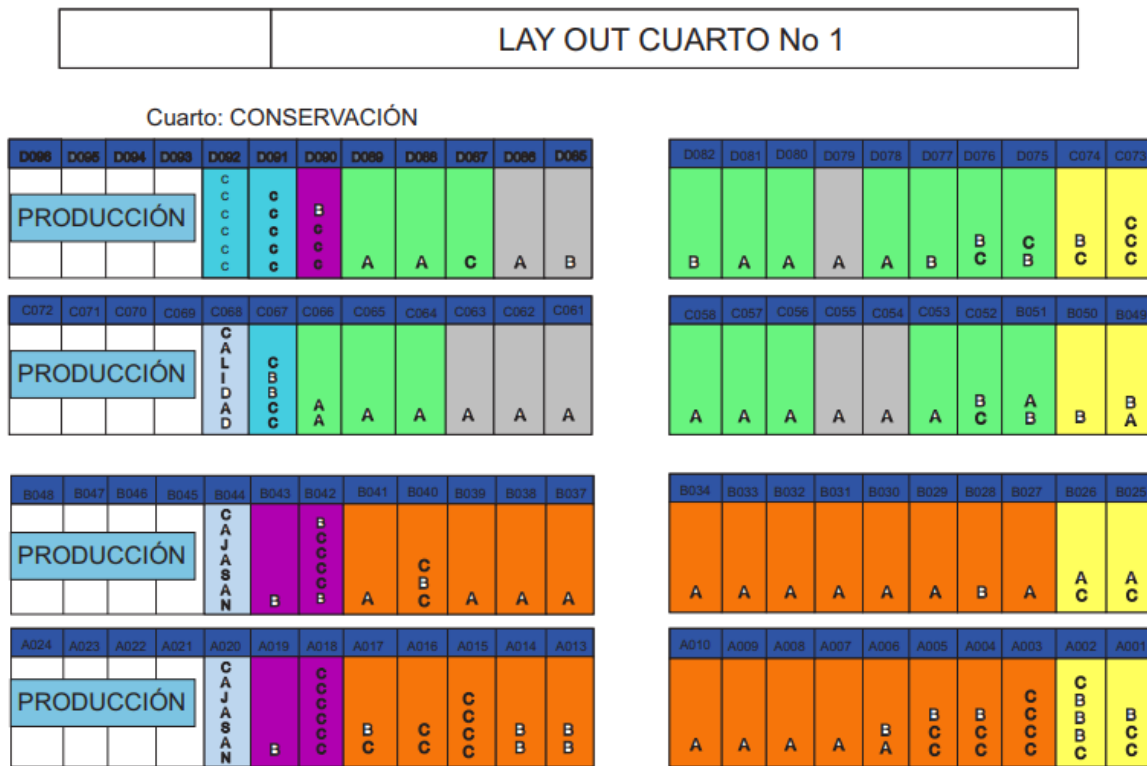 LAY OUT CUARTO No 1
Cuarto: CONSERVACIÓN
D096 D095 D094 D093 D092 D091 D090 D089 D088 D087 D086 D085
PRODUCCIÓN
C C C C C C
C C C C C
B C C C
A
A
C
A
B
D082 D081 D080 D079 D078 D077 D076 D075 C074 C073
B
A
A
A
A
B
B C
C B
B C
C C C
C072 C071 C070 C069 C068 C067 C066 C065 C064 C063 C062 C061
PRODUCCIÓN
CALIDAD
C B B C C
A A
A
A
A
A
A
C058 C057 C056 C055 C054 C053 C052 B051 B050 B049
A
A
A
A
A
A
B C
A B
B
B A
B048 B047 B046 B045 B044 B043 B042 B041 B040 B039 B038 B037
PRODUCCIÓN
CAJASAN
B
B C C C C B
A
C B C
A
A
A
B034 B033 B032 B031 B030 B029 B028 B027 B026 B025
A
A
A
A
A
A
B
A
A C
A C
A024 A023 A022 A021 A020 A019 A018 A017 A016 A015 A014 A013
PRODUCCIÓN
CAJASAN
B
C C C C C C
B C
C C
C C C C
B B
B B
A010 A009 A008 A007 A006 A005 A004 A003 A002 A001
A
A
A
A
B A
B C C
B C C
C C C C
C B B B C
B C C